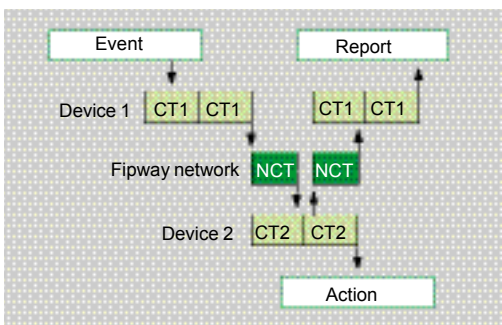 Event Report
Device 1 CT1 CT1 CT1 CT1
Fipway network NCT NCT
Device 2 CT2 CT2
Action